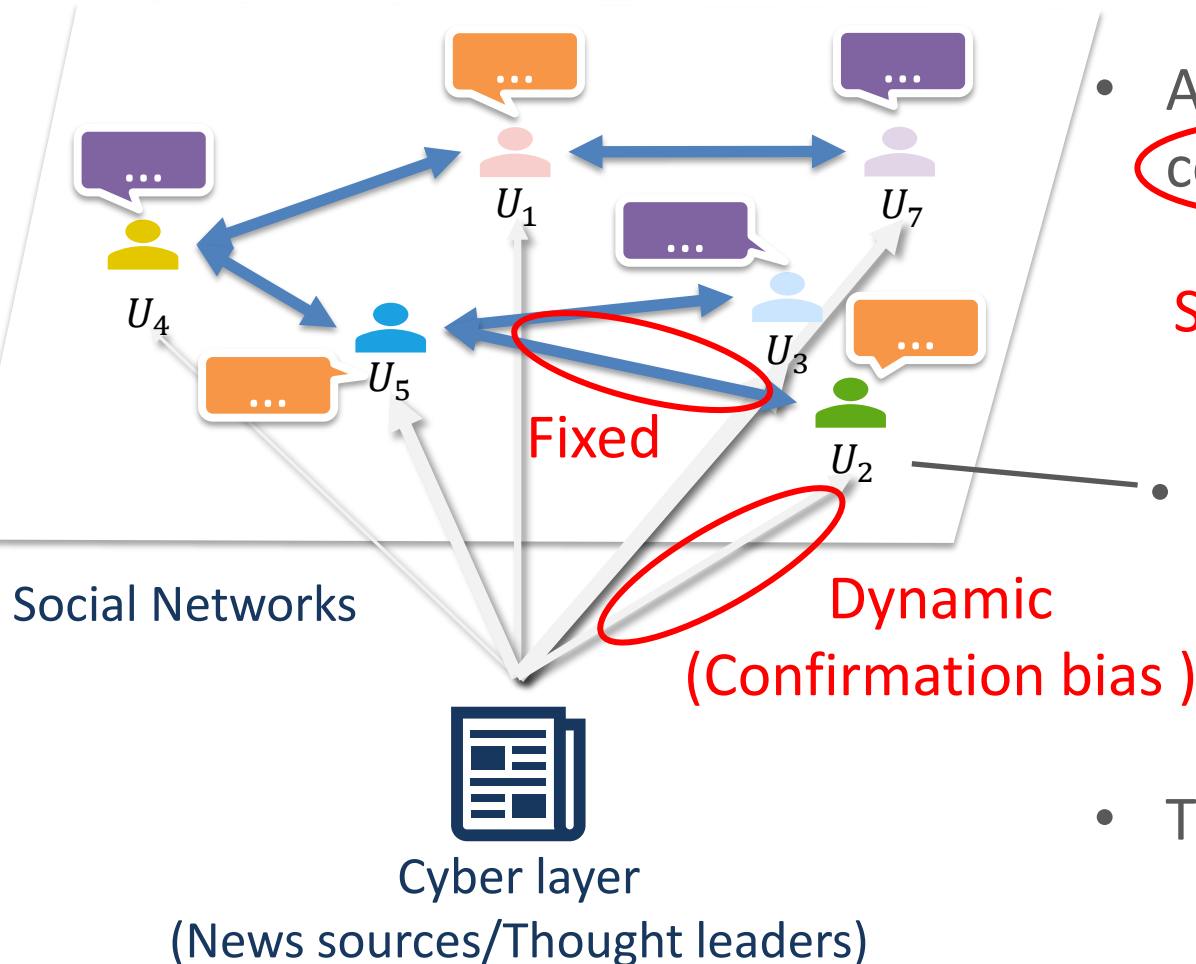 ...
...
...
...
...
...
U₁
U₇
U₄
U₃
U₅
U₂
Fixed
Social Networks
Dynamic
(Confirmation bias )
Cyber layer
(News sources/Thought leaders)
• A
S
•
• T